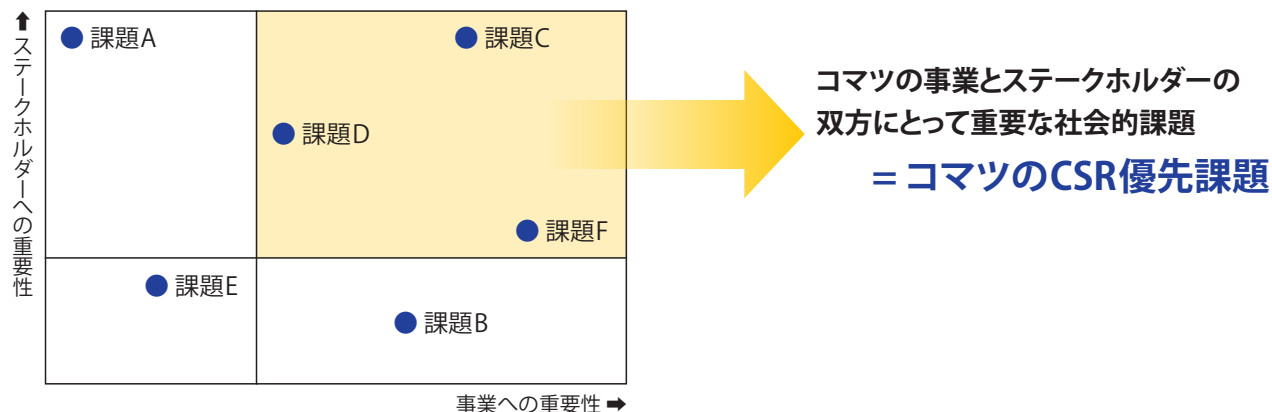 ⬆ステークホルダーへの重要性
課題A
課題C
課題D
課題F
課題E
課題B
事業への重要性➡
コマツの事業とステークホルダーの
双方にとって重要な社会的課題
＝コマツのCSR優先課題